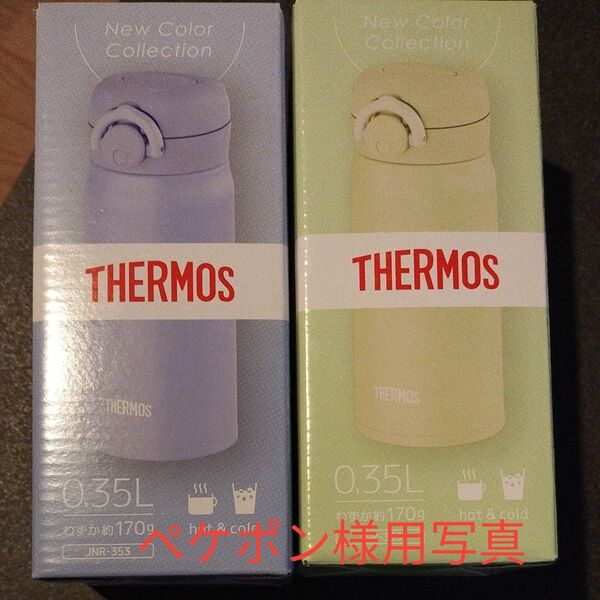 New Color
Collection
THERMOS
THERMOS
0.35L
わずか約170g
hot & cold
JNR-353
New Color
Collection
THERMOS
THERMOS
0.35L
わずか約170g
hot & cold
ペケポン様用写真